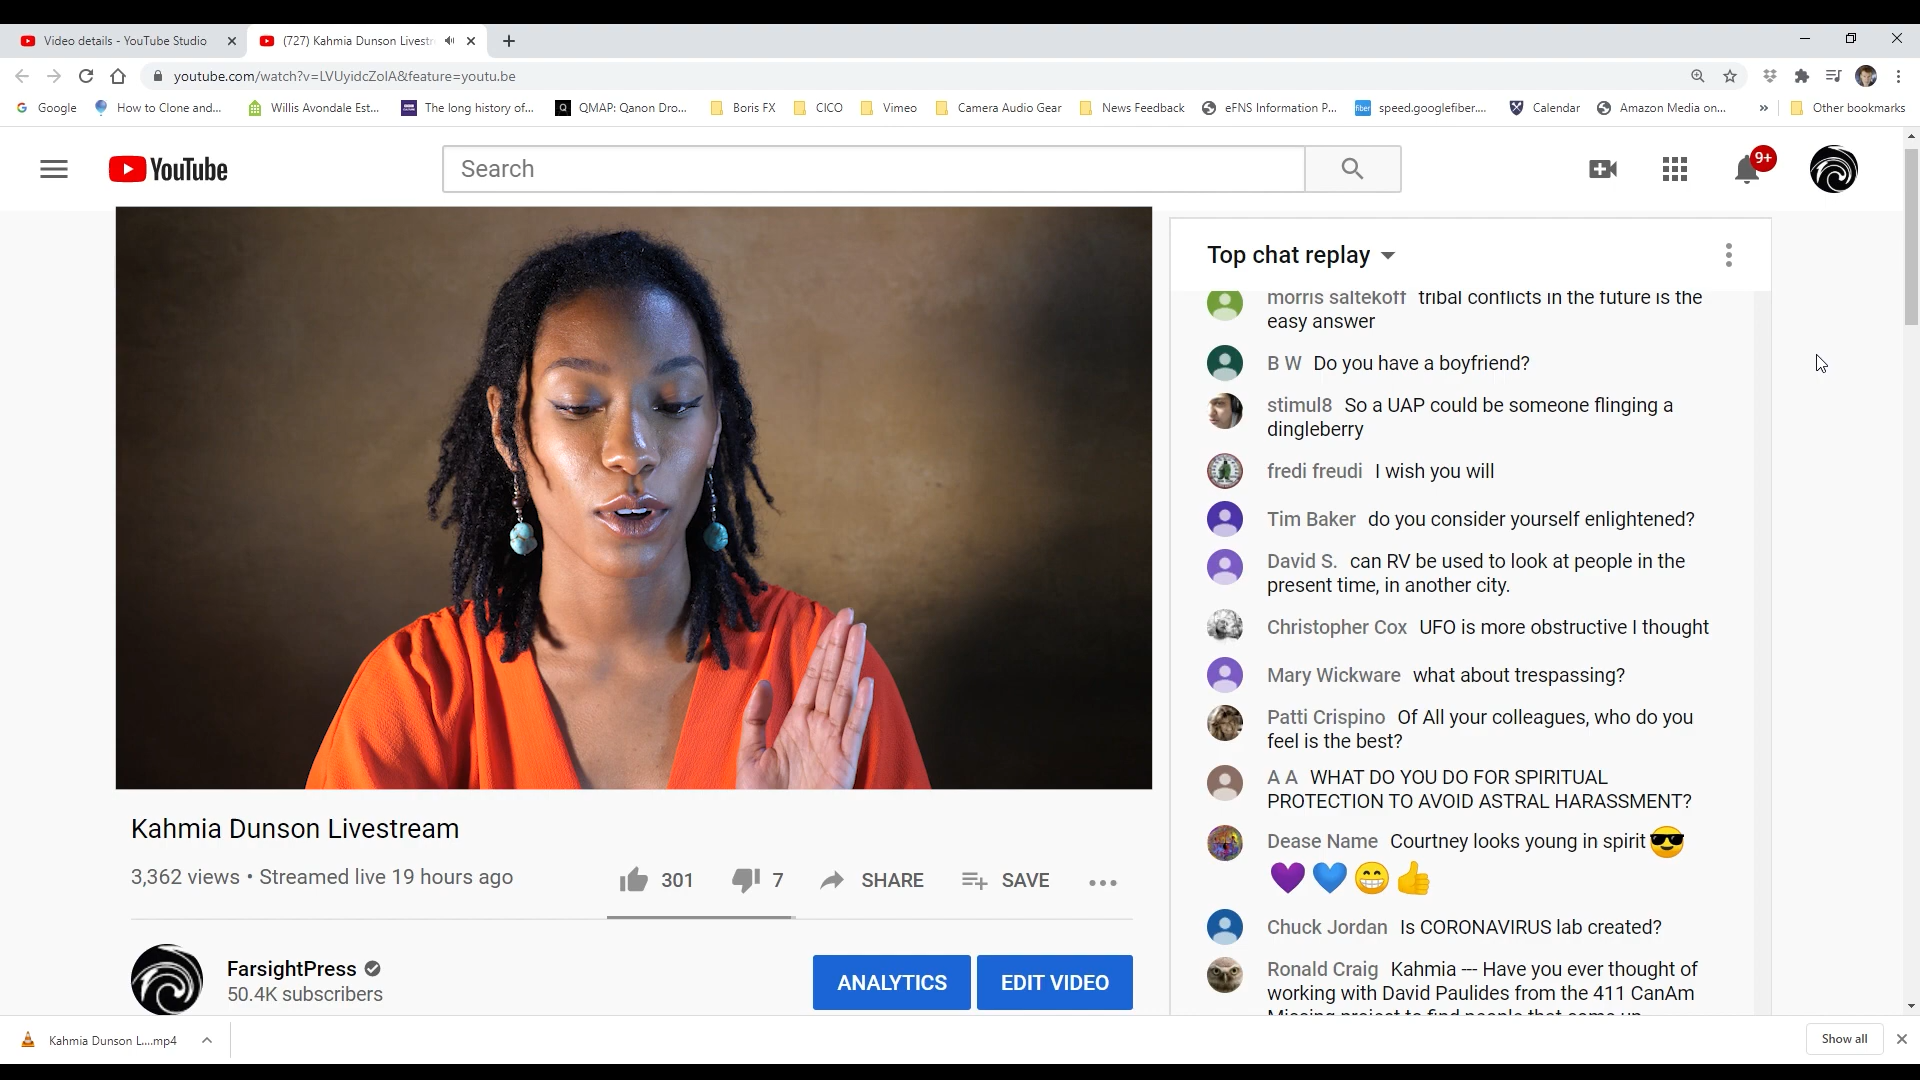 Video details - YouTube Studio
(727) Kahmia Dunson Livestr
youtube.com/watch?v=LVUyidcZolA&feature=youtu.be
Google How to Clone and... Willis Avondale Est... The long history of... QMAP: Qanon Dro... Boris FX CICO Vimeo Camera Audio Gear News Feedback eFNS Information P... speed.googlefiber.... Calendar Amazon Media on... » Other bookmarks
YouTube
Search
9+
Top chat replay
morris saltekoff tribal conflicts in the future is the
easy answer
B W Do you have a boyfriend?
stimul8 So a UAP could be someone flinging a
dingleberry
fredi freudi I wish you will
Tim Baker do you consider yourself enlightened?
David S. can RV be used to look at people in the
present time, in another city.
Christopher Cox UFO is more obstructive I thought
Mary Wickware what about trespassing?
Patti Crispino Of All your colleagues, who do you
feel is the best?
A A WHAT DO YOU DO FOR SPIRITUAL
PROTECTION TO AVOID ASTRAL HARASSMENT?
Dease Name Courtney looks young in spirit😎
💜💙😁👍
Chuck Jordan Is CORONAVIRUS lab created?
Ronald Craig Kahmia --- Have you ever thought of
working with David Paulides from the 411 CanAm
Kahmia Dunson Livestream
3,362 views • Streamed live 19 hours ago
301 7 SHARE SAVE
FarsightPress
50.4K subscribers
ANALYTICS EDIT VIDEO
Kahmia Dunson L....mp4
Show all